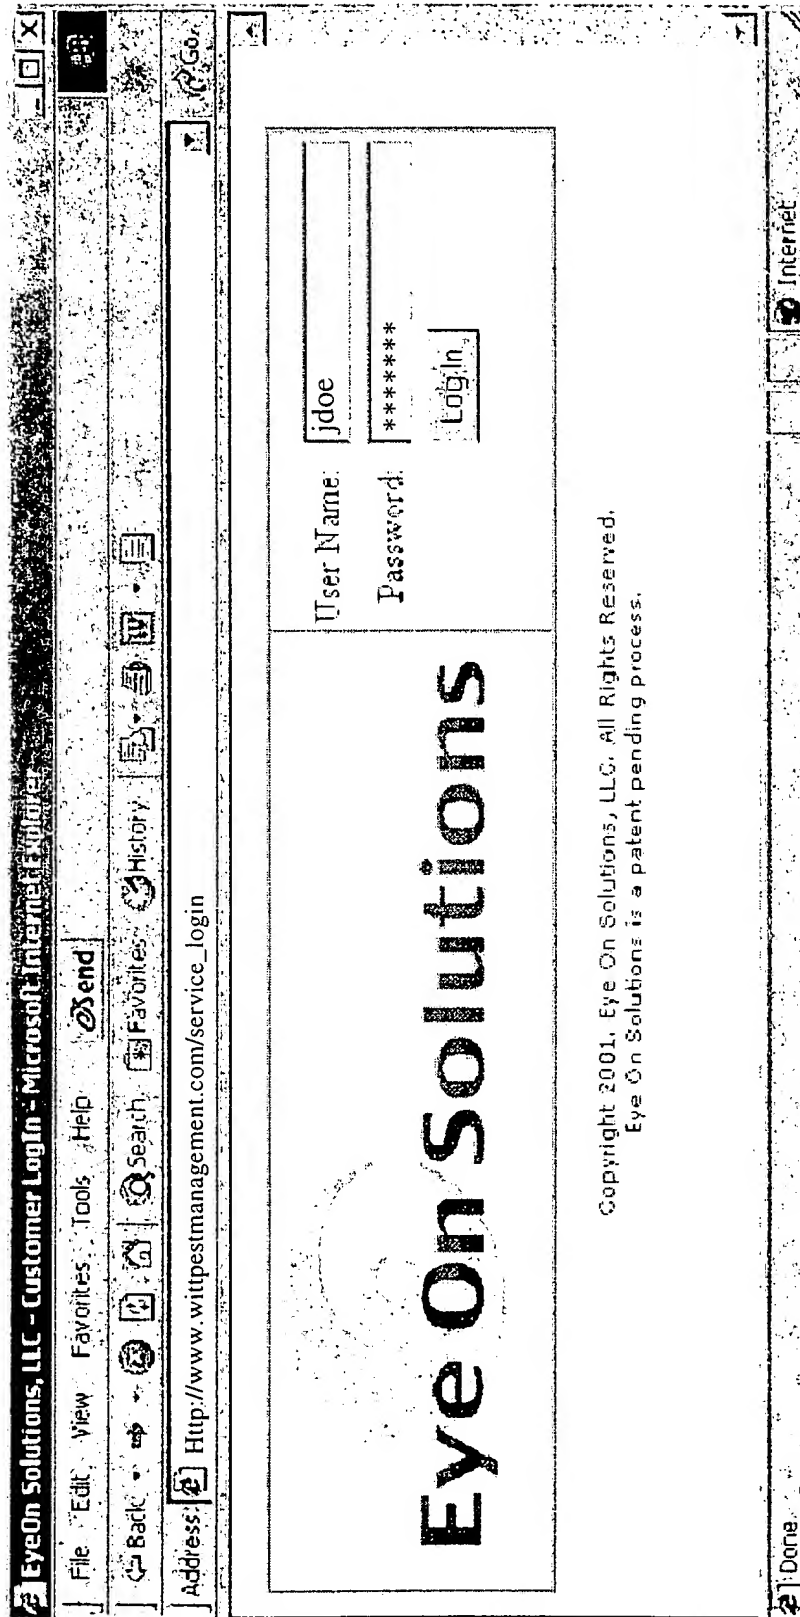 EyeOn Solutions, LLC - Customer LogIn - Microsoft Internet Explorer
File Edit View Favorites Tools Help Send
Back Search Favorites History
Address Http://www.wittpestmanagement.com/service_login Go
Eye On Solutions
User Name: jdoe
Password: ********
Log In
Copyright 2001. Eye On Solutions, LLC. All Rights Reserved.
Eye On Solutions is a patent pending process.
Done Internet